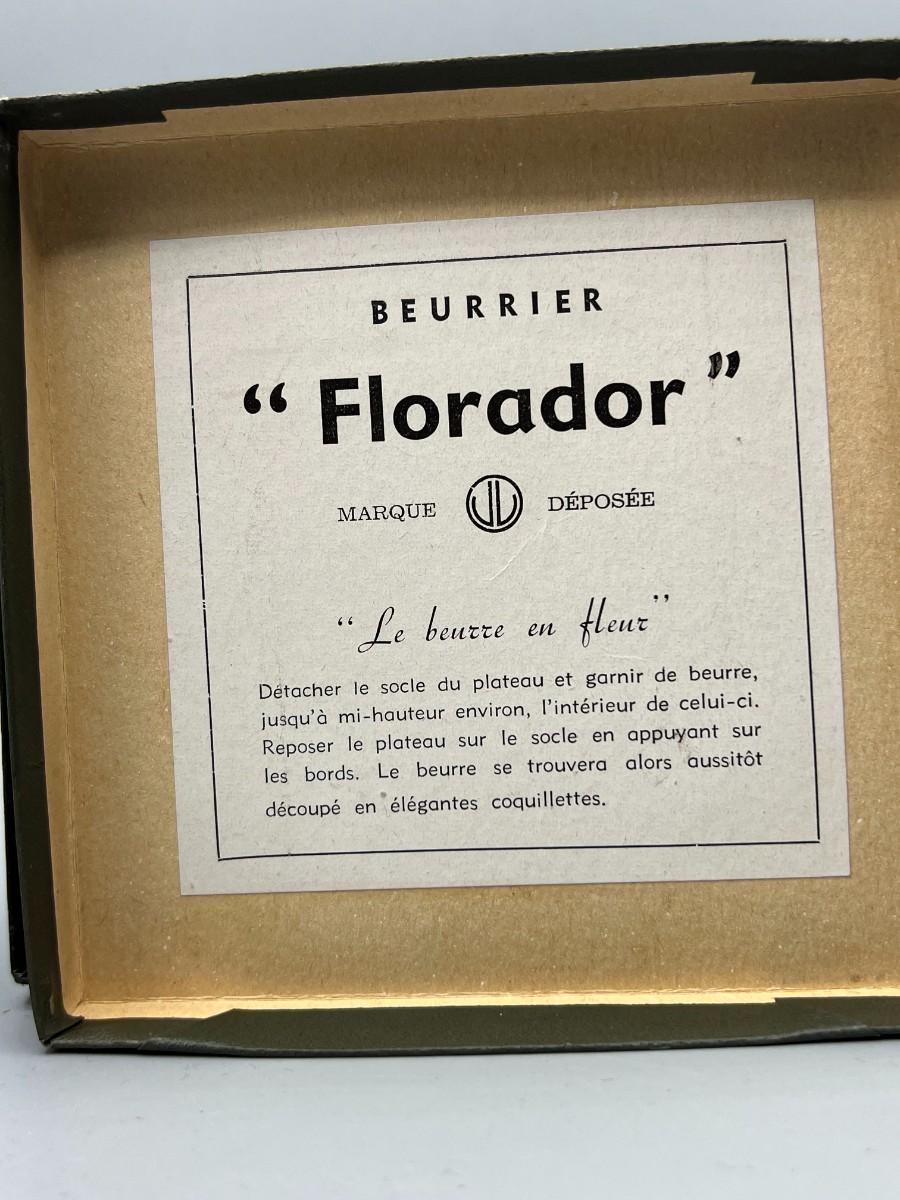 BEURRIER
“Florador”
MARQUE JL DÉPOSÉE
“Le beurre en fleur”
Détacher le socle du plateau et garnir de beurre,
jusqu'à mi-hauteur environ, l'intérieur de celui-ci.
Reposer le plateau sur le socle en appuyant sur
les bords. Le beurre se trouvera alors aussitôt
découpé en élégantes coquillettes.